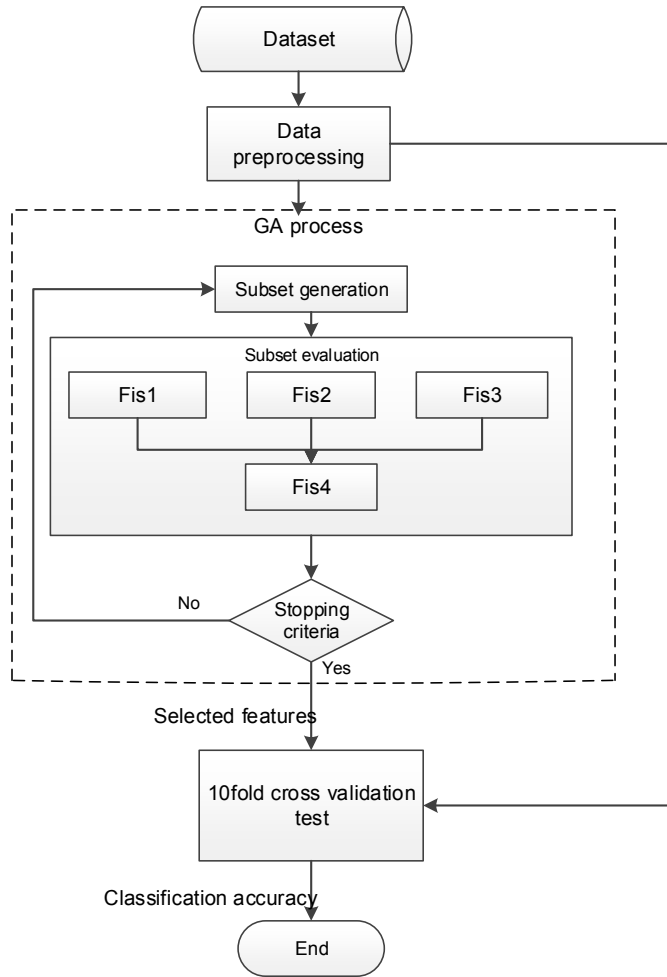 Dataset
Data
preprocessing
GA process
Subset generation
Subset evaluation
Fis1
Fis2
Fis3
Fis4
No
Stopping
criteria
Yes
Selected features
10fold cross validation
test
Classification accuracy
End